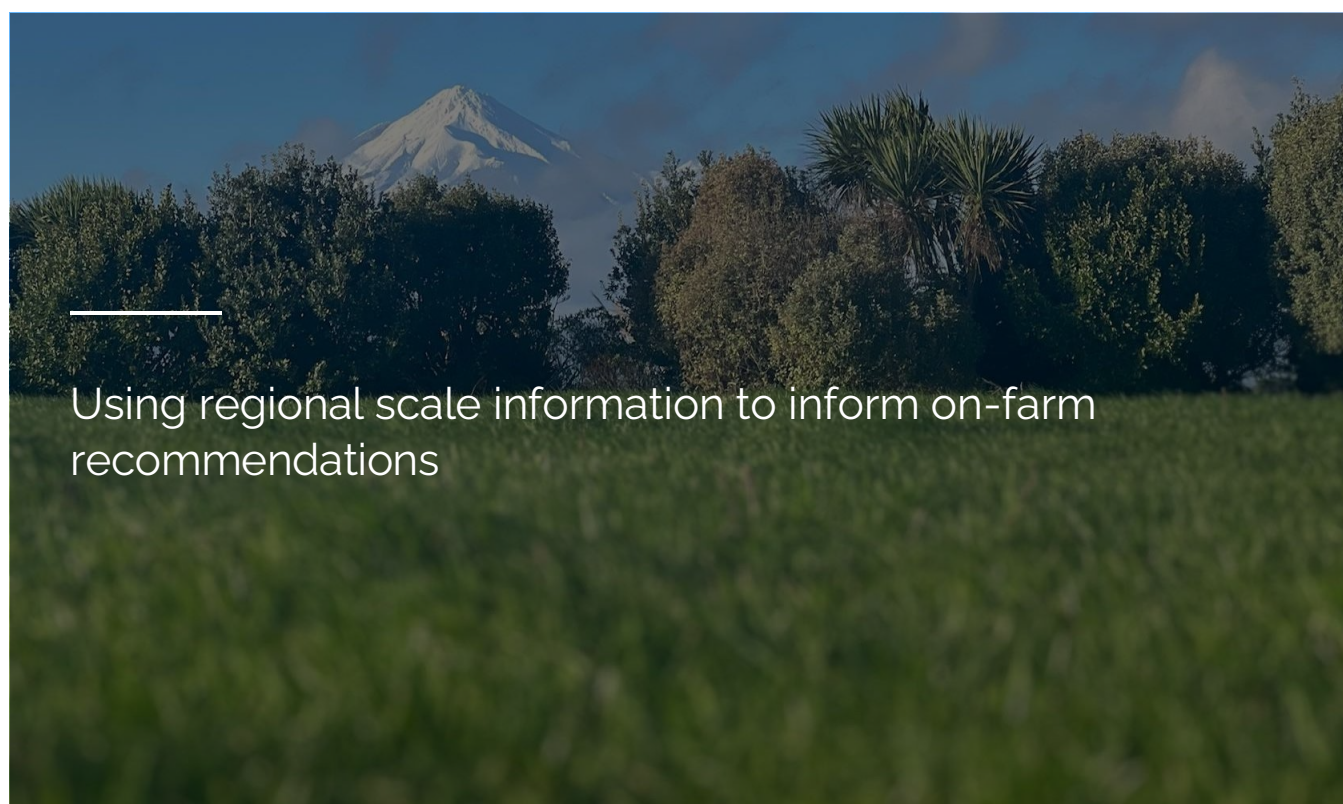 Using regional scale information to inform on-farm
recommendations